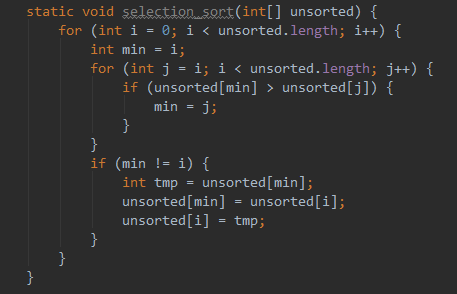 static void selection_sort(int[] unsorted) {
    for (int i = 0; i < unsorted.length; i++) {
        int min = i;
        for (int j = i; i < unsorted.length; j++) {
            if (unsorted[min] > unsorted[j]) {
                min = j;
            }
        }
        if (min != i) {
            int tmp = unsorted[min];
            unsorted[min] = unsorted[i];
            unsorted[i] = tmp;
        }
    }
}